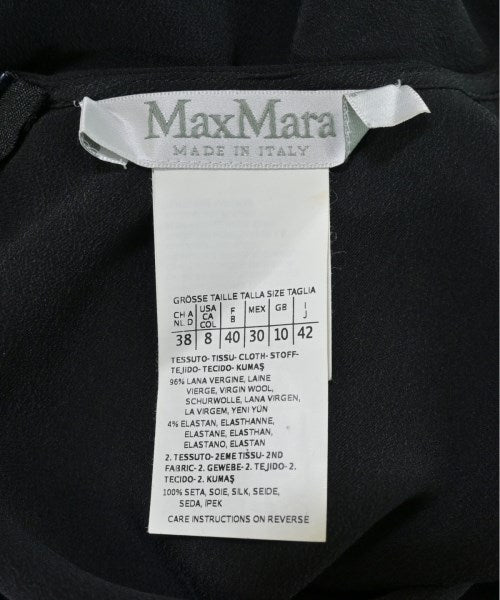 MaxMara
MADE IN ITALY
GRÖSSE TAILLE TALLA SIZE TAGLIA
CH A NL D USA CA COL F B MEX GB I J
38 8 40 30 10 42
TESSUTO- TISSU- CLOTH- STOFF-
TEJIDO- TECIDO- KUMAŞ
96% LANA VERGINE, LAINE
VIERGE, VIRGIN WOOL,
SCHURWOLLE, LANA VIRGEN,
LA VIRGEM, YENI YÜN
4% ELASTAN, ELASTHANNE,
ELASTANE, ELASTHAN,
ELASTANO, ELASTAN
2. TESSUTO- 2EME TISSU- 2ND
FABRIC- 2. GEWEBE- 2. TEJIDO- 2.
TECIDO- 2. KUMAŞ
100% SETA, SOIE, SILK, SEIDE,
SEDA, IPEK
CARE INSTRUCTIONS ON REVERSE